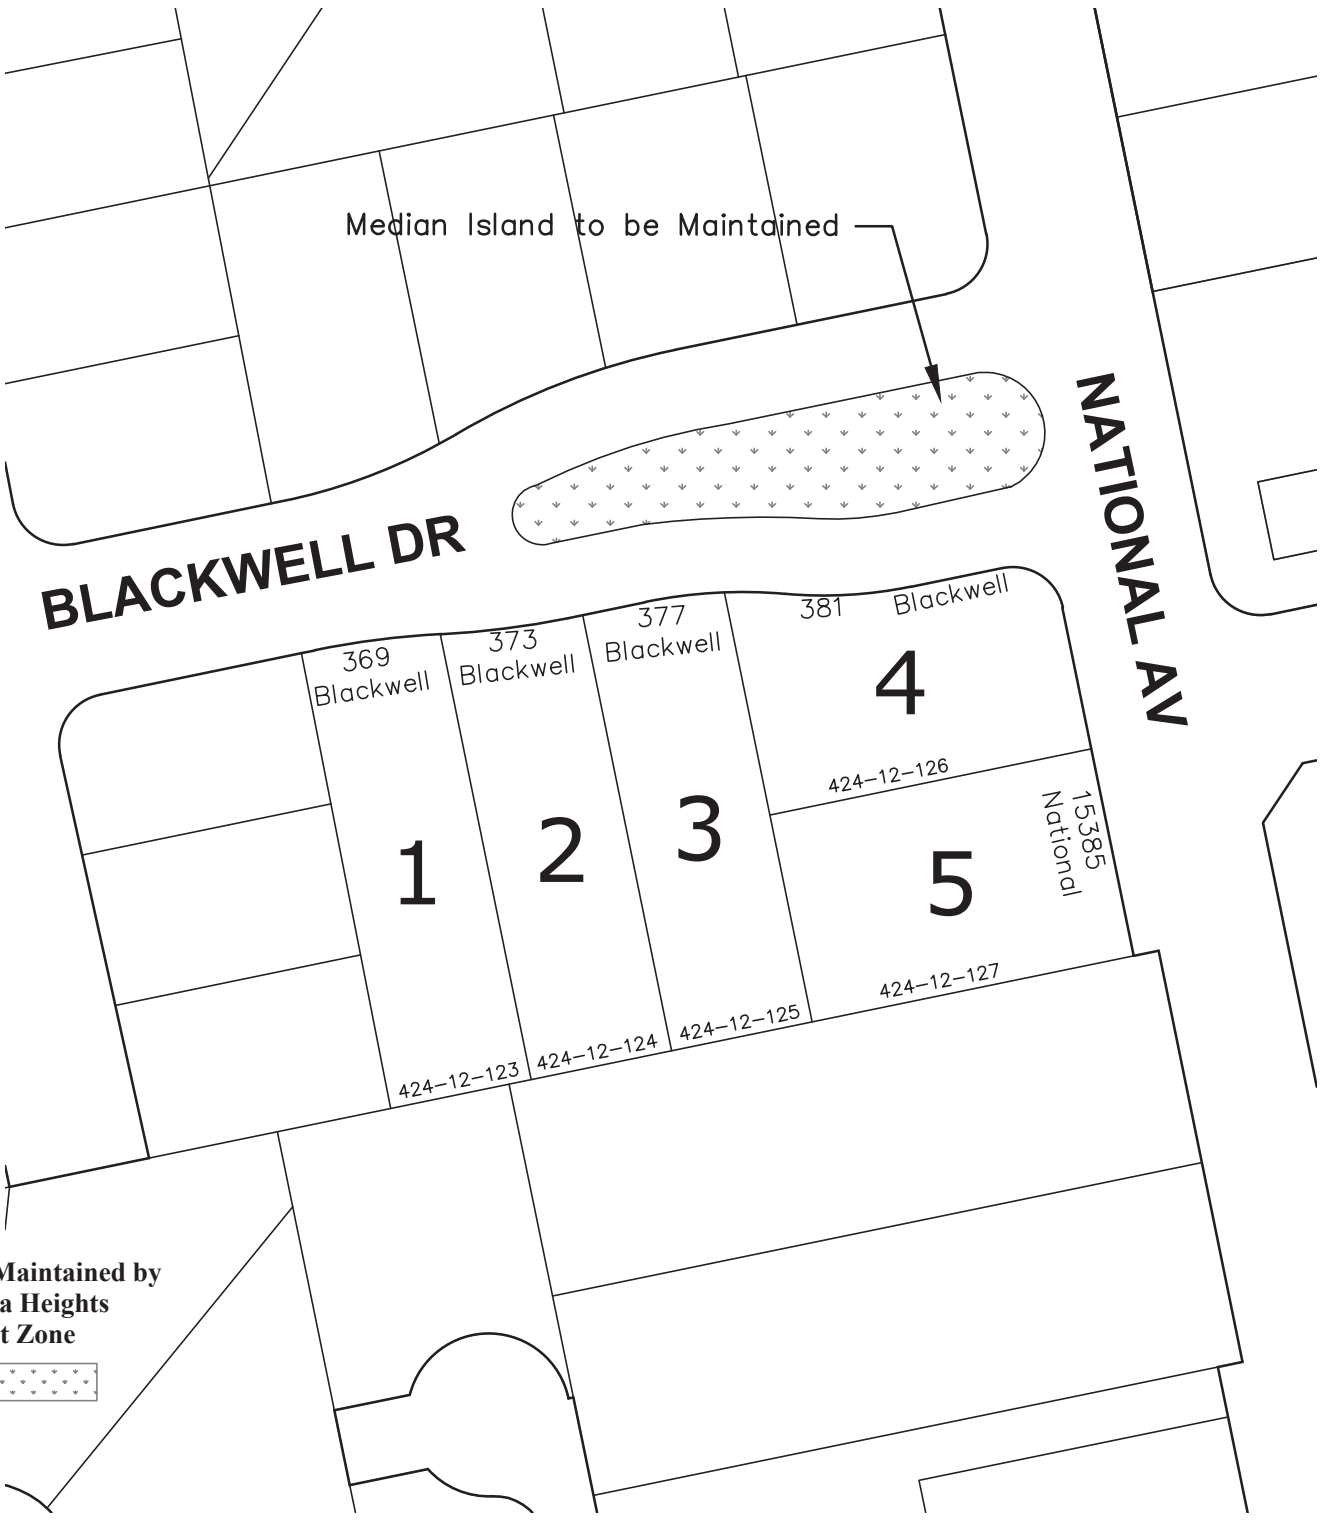 Median Island to be Maintained
NATIONAL AV
BLACKWELL DR
369
Blackwell
373
Blackwell
377
Blackwell
381 Blackwell
4
424-12-126
15385
National
1
2
3
5
424-12-127
424-12-125
424-12-124
424-12-123
Maintained by
a Heights
t Zone